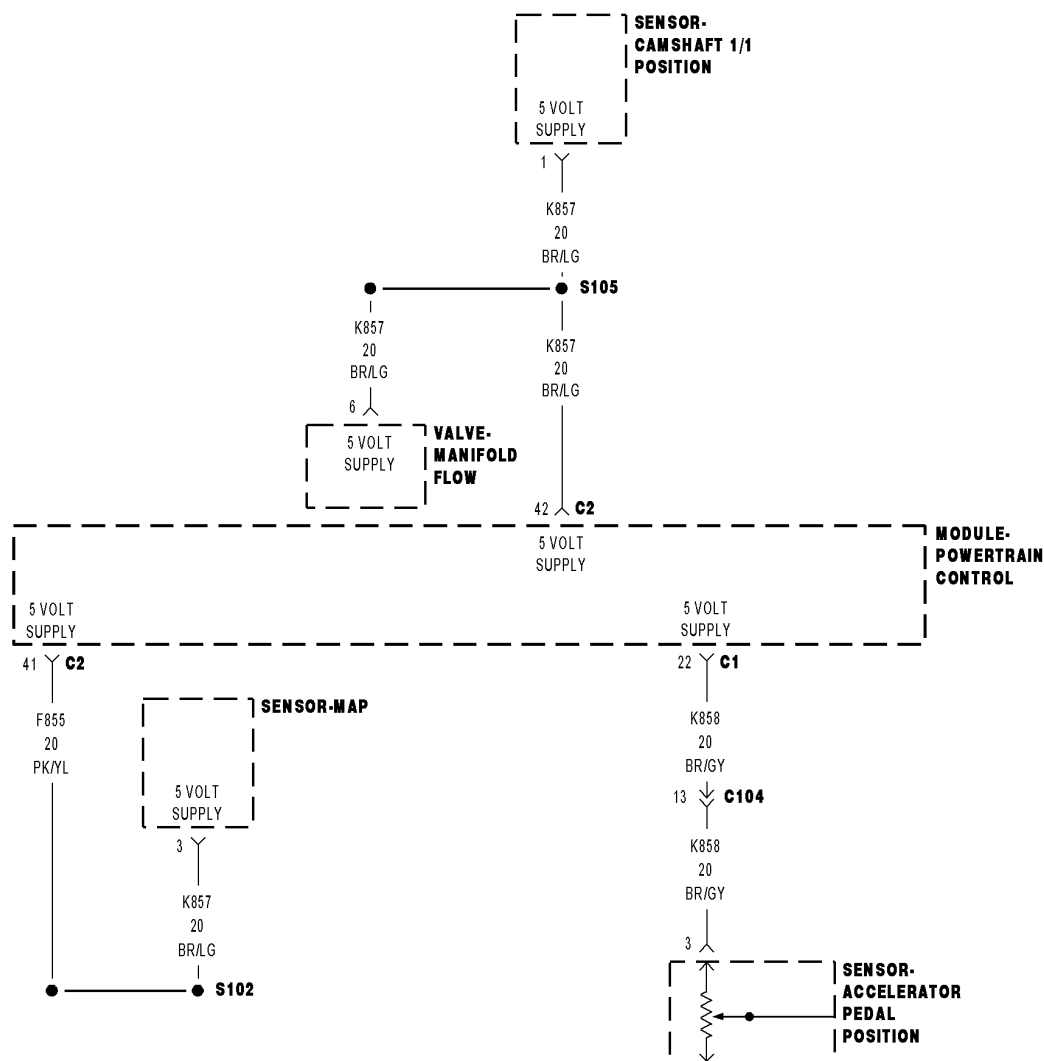 SENSOR-
CAMSHAFT 1/1
POSITION
5 VOLT
SUPPLY
1
K857
20
BR/LG
S105
K857
20
BR/LG
K857
20
BR/LG
6
5 VOLT
SUPPLY
VALVE-
MANIFOLD
FLOW
42 C2
5 VOLT
SUPPLY
MODULE-
POWERTRAIN
CONTROL
5 VOLT
SUPPLY
5 VOLT
SUPPLY
41 C2
22 C1
F855
20
PK/YL
SENSOR-MAP
5 VOLT
SUPPLY
3
K857
20
BR/LG
S102
K858
20
BR/GY
13 C104
K858
20
BR/GY
3
SENSOR-
ACCELERATOR
PEDAL
POSITION